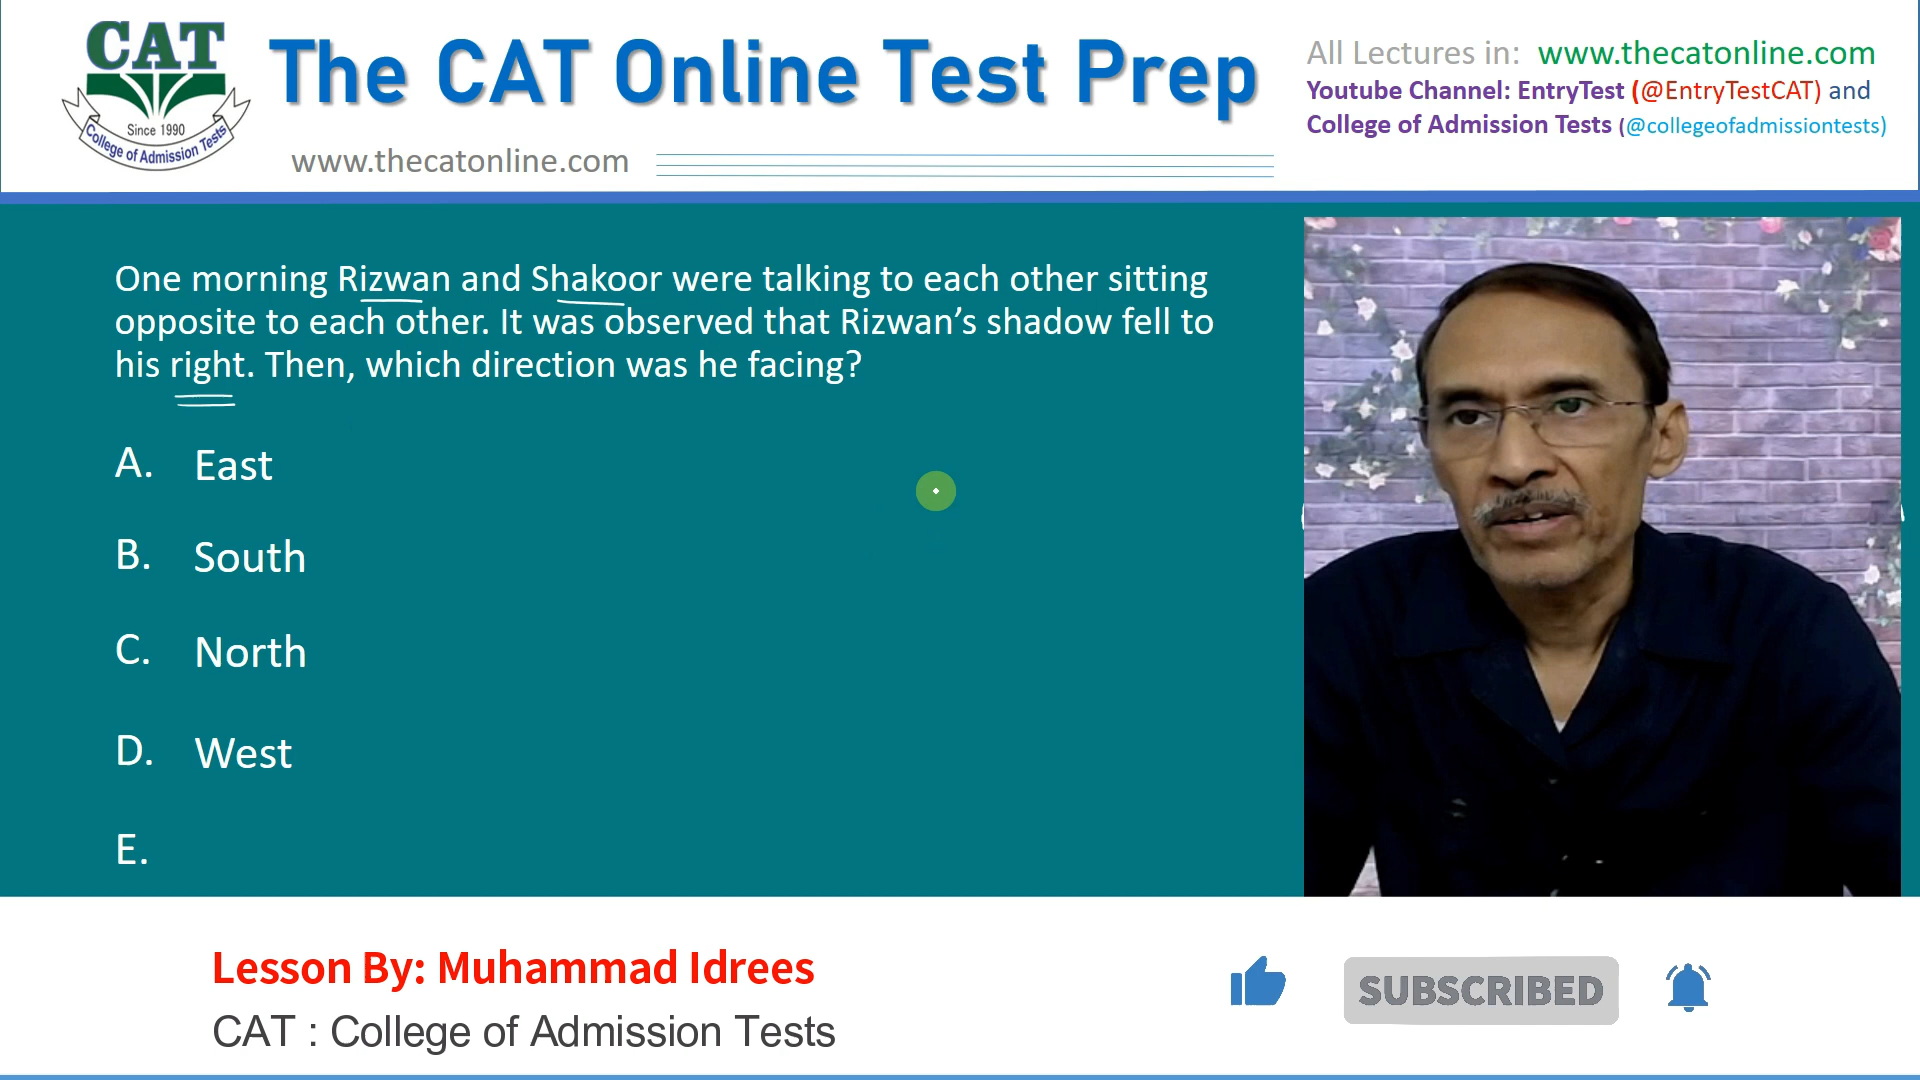 CAT
Since 1990
College of Admission Tests
The CAT Online Test Prep
www.thecatonline.com
All Lectures in: www.thecatonline.com
Youtube Channel: EntryTest (@EntryTestCAT) and
College of Admission Tests (@collegeofadmissiontests)
One morning Rizwan and Shakoor were talking to each other sitting
opposite to each other. It was observed that Rizwan’s shadow fell to
his right. Then, which direction was he facing?
A. East
B. South
C. North
D. West
E.
Lesson By: Muhammad Idrees
CAT : College of Admission Tests
SUBSCRIBED